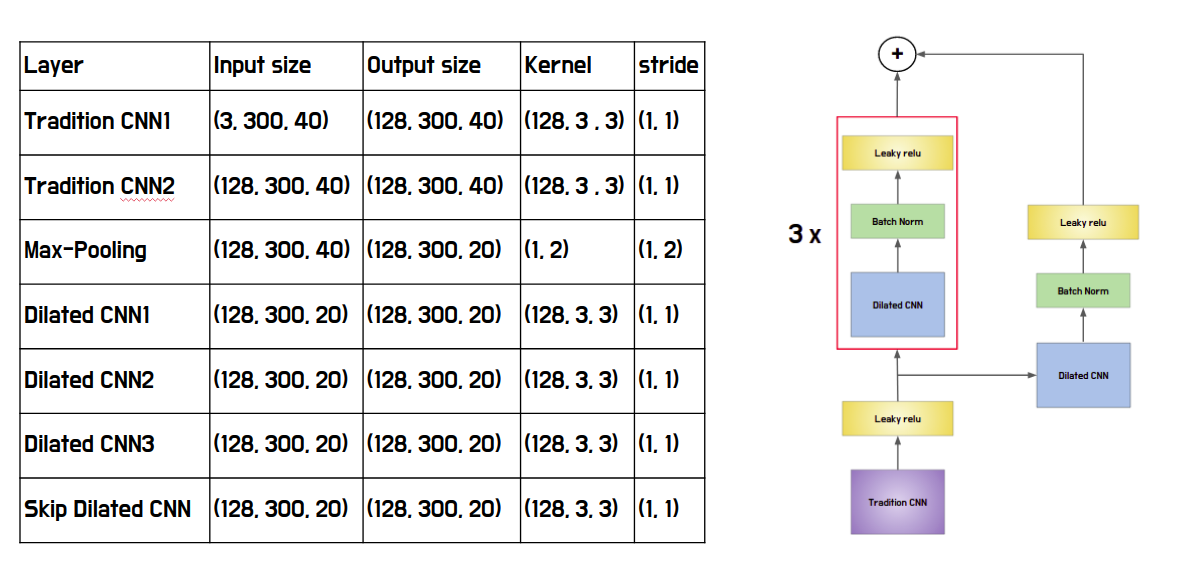 Layer Input size Output size Kernel stride
Tradition CNN1 (3, 300, 40) (128, 300, 40) (128, 3 , 3) (1, 1)
Tradition CNN2 (128, 300, 40) (128, 300, 40) (128, 3 , 3) (1, 1)
Max-Pooling (128, 300, 40) (128, 300, 20) (1, 2) (1, 2)
Dilated CNN1 (128, 300, 20) (128, 300, 20) (128, 3, 3) (1, 1)
Dilated CNN2 (128, 300, 20) (128, 300, 20) (128, 3, 3) (1, 1)
Dilated CNN3 (128, 300, 20) (128, 300, 20) (128, 3, 3) (1, 1)
Skip Dilated CNN (128, 300, 20) (128, 300, 20) (128, 3, 3) (1, 1)
+
Leaky relu
Batch Norm
3 x
Dilated CNN
Leaky relu
Tradition CNN
Leaky relu
Batch Norm
Dilated CNN